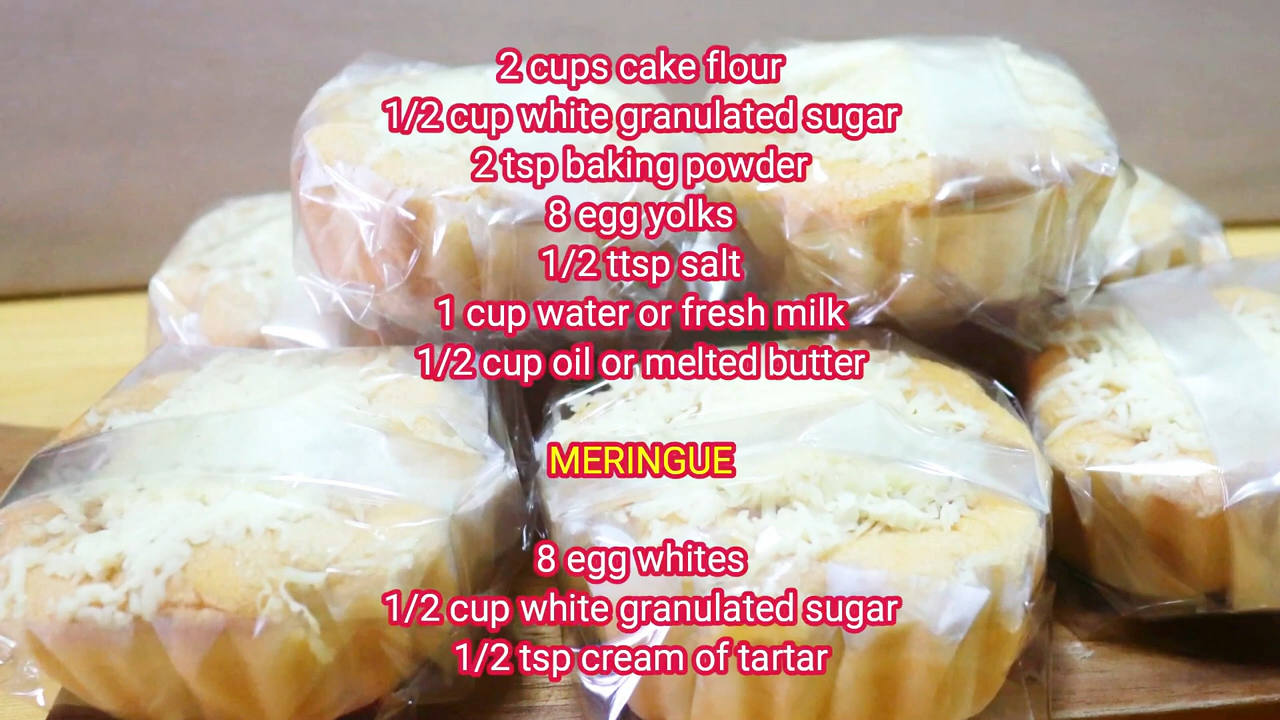 2 cups cake flour
1/2 cup white granulated sugar
2 tsp baking powder
8 egg yolks
1/2 ttsp salt
1 cup water or fresh milk
1/2 cup oil or melted butter
MERINGUE
8 egg whites
1/2 cup white granulated sugar
1/2 tsp cream of tartar